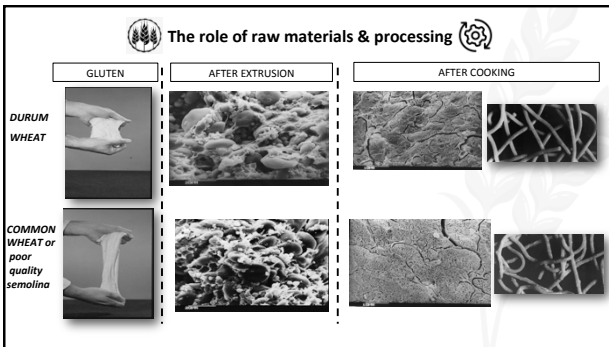 The role of raw materials & processing
GLUTEN
AFTER EXTRUSION
AFTER COOKING
DURUM
WHEAT
COMMON
WHEAT or
poor
quality
semolina